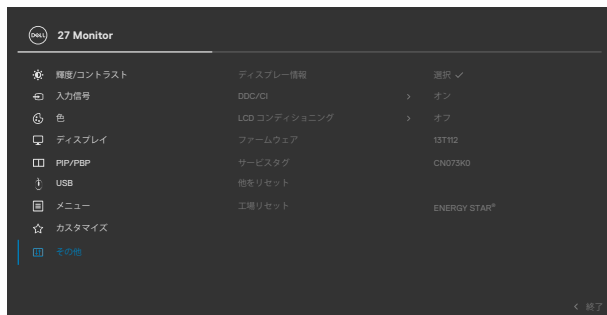 DELL 27 Monitor
輝度/コントラスト ディスプレー情報 選択 ✓
入力信号 DDC/CI > オン
色 LCD コンディショニング > オフ
ディスプレイ ファームウェア 13T112
PIP/PBP サービスタグ CN073K0
USB 他をリセット
メニュー 工場リセット ENERGY STAR®
カスタマイズ
その他
< 終了